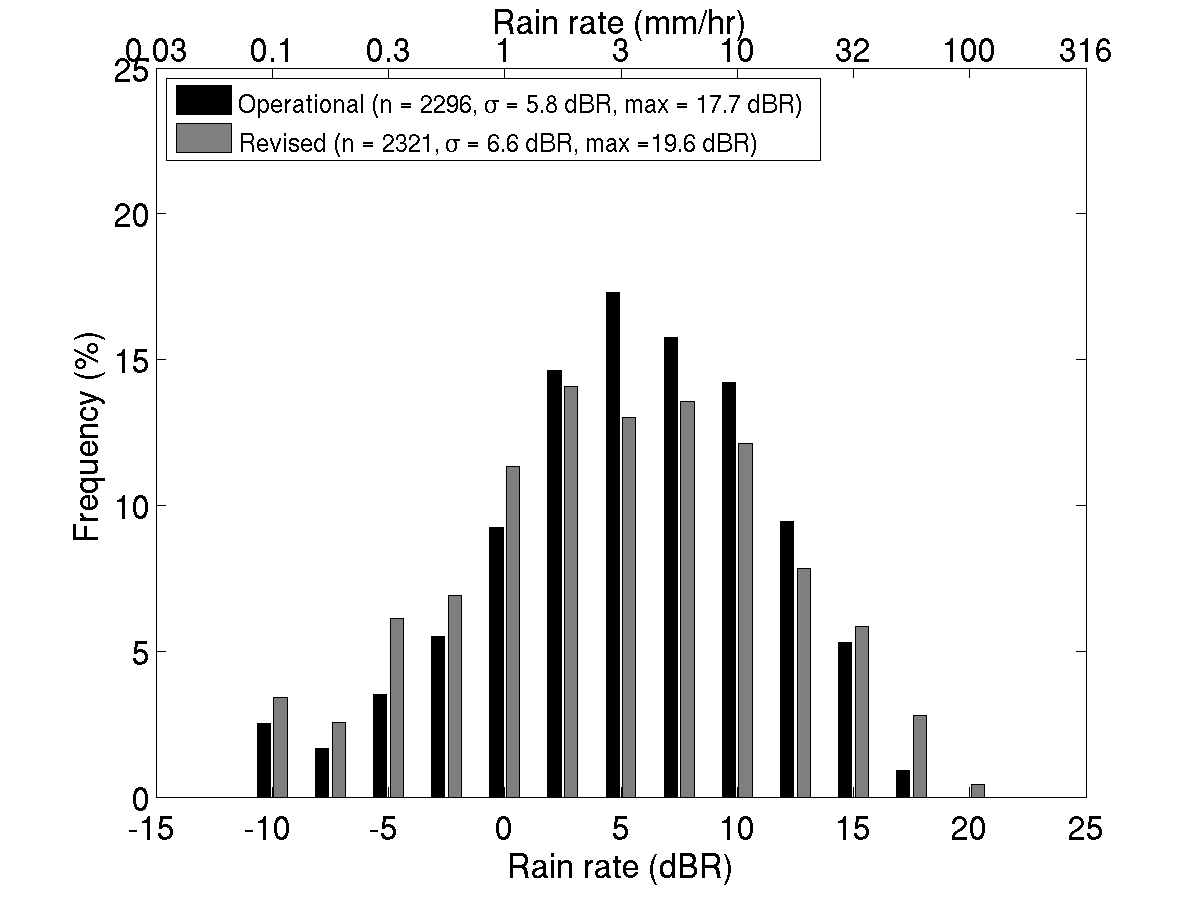 Rain rate (mm/hr)
0.03 0.1 0.3 1 3 10 32 100 316
25
Operational (n = 2296, σ = 5.8 dBR, max = 17.7 dBR)
Revised (n = 2321, σ = 6.6 dBR, max =19.6 dBR)
20
15
Frequency (%)
10
5
0
-15 -10 -5 0 5 10 15 20 25
Rain rate (dBR)